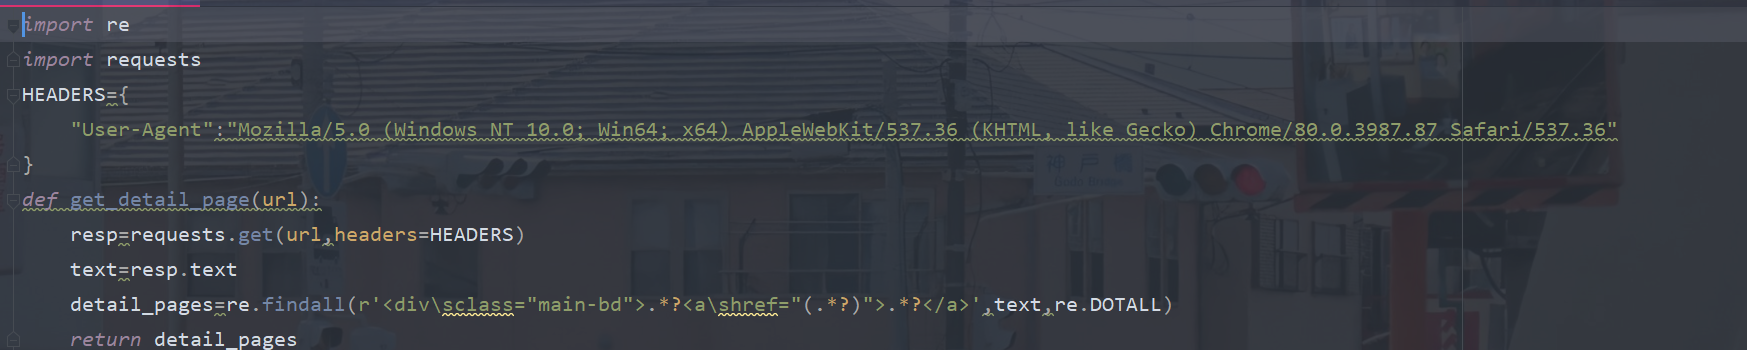 import re
import requests
HEADERS={
    "User-Agent":"Mozilla/5.0 (Windows NT 10.0; Win64; x64) AppleWebKit/537.36 (KHTML, like Gecko) Chrome/80.0.3987.87 Safari/537.36"
}
def get_detail_page(url):
    resp=requests.get(url,headers=HEADERS)
    text=resp.text
    detail_pages=re.findall(r'<div\sclass="main-bd">.*?<a\shref="(.*?)">.*?</a>',text,re.DOTALL)
    return detail_pages